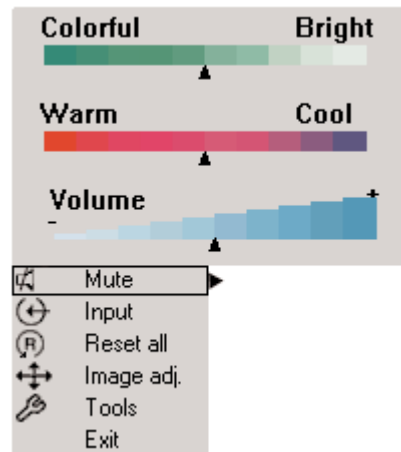 Colorful Bright
Warm Cool
Volume
- +
Mute
Input
R Reset all
Image adj.
Tools
Exit